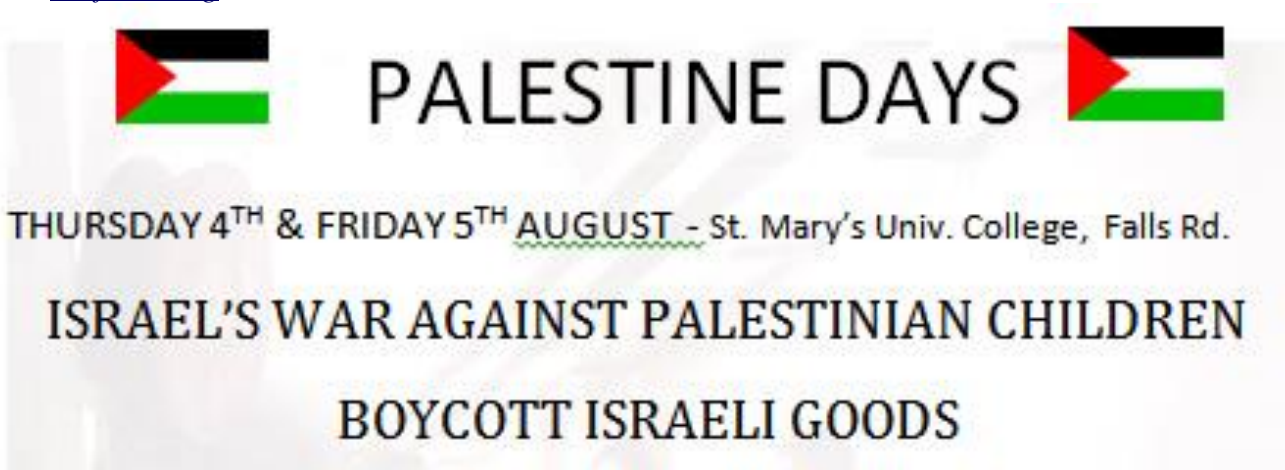 PALESTINE DAYS
THURSDAY 4TH & FRIDAY 5TH AUGUST - St. Mary's Univ. College, Falls Rd.
ISRAEL'S WAR AGAINST PALESTINIAN CHILDREN
BOYCOTT ISRAELI GOODS